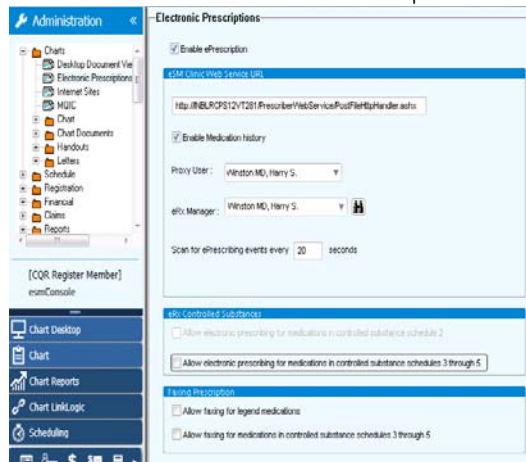 Administration «
Charts
Desktop Document Vie
Electronic Prescriptions
Internet Sites
MQIC
Chart
Chart Documents
Handouts
Letters
Schedule
Registration
Financial
Claims
Reports
[CQR Register Member]
esmConsole
Chart Desktop
Chart
Chart Reports
Chart LinkLogic
Scheduling
Electronic Prescriptions
Enable ePrescription
eSM Clinic Web Service URL
http://INBLRCPS12VT281/PrescriberWebService/PostFileHttpHandler.ashx
Enable Medication history
Proxy User : Winston MD, Harry S.
eRx Manager : Winston MD, Harry S.
Scan for ePrescribing events every 20 seconds
eRx Controlled Substances
Allow electronic prescribing for medications in controlled substance schedule 2
Allow electronic prescribing for medications in controlled substance schedules 3 through 5
Faxing Prescription
Allow faxing for legend medications
Allow faxing for medications in controlled substance schedules 3 through 5